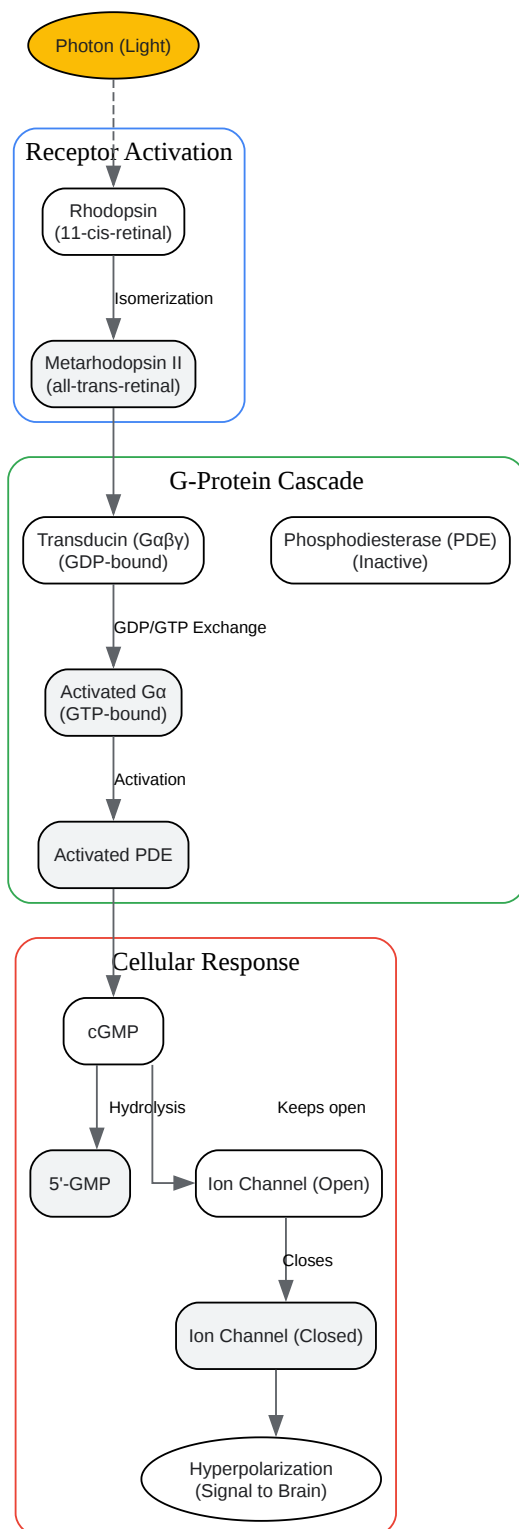 Photon (Light)
Receptor Activation
Rhodopsin
(11-cis-retinal)
Isomerization
Metarhodopsin II
(all-trans-retinal)
G-Protein Cascade
Transducin (Gαβγ)
(GDP-bound)
Phosphodiesterase (PDE)
(Inactive)
GDP/GTP Exchange
Activated Gα
(GTP-bound)
Activation
Activated PDE
Cellular Response
cGMP
Hydrolysis
Keeps open
5'-GMP
Ion Channel (Open)
Closes
Ion Channel (Closed)
Hyperpolarization
(Signal to Brain)